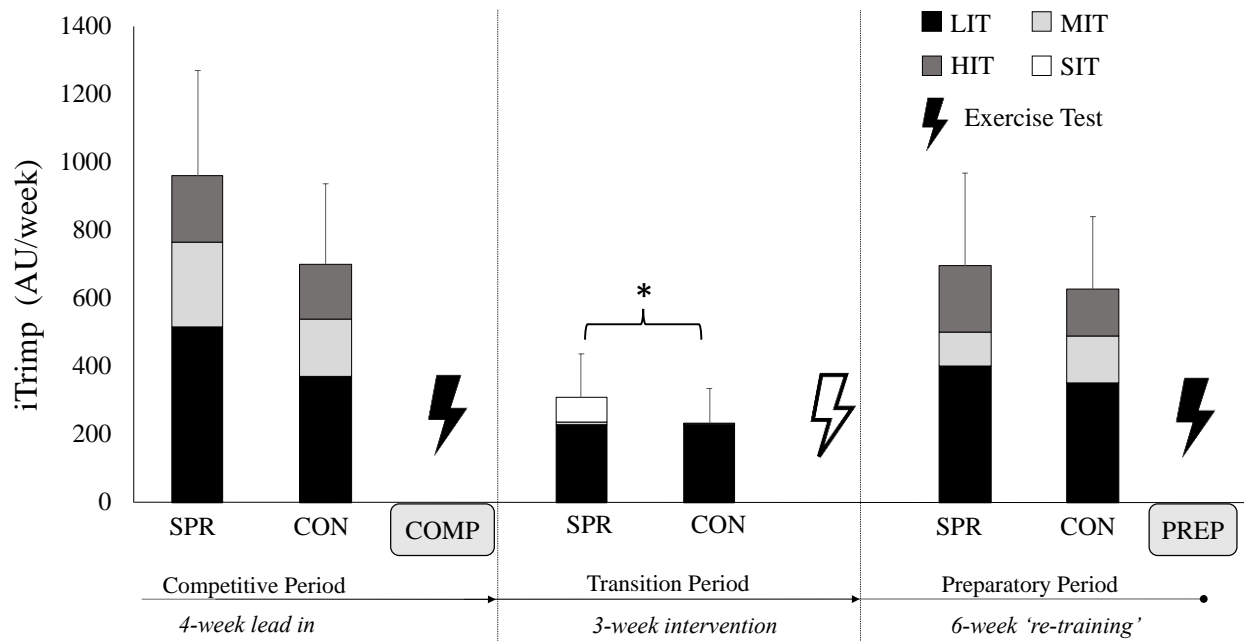 1400
1200
1000
800
600
400
200
0
iTrimp (AU/week)
LIT
MIT
HIT
SIT
Exercise Test
*
SPR
CON
COMP
SPR
CON
SPR
CON
PREP
Competitive Period
Transition Period
Preparatory Period
4-week lead in
3-week intervention
6-week ‘re-training’